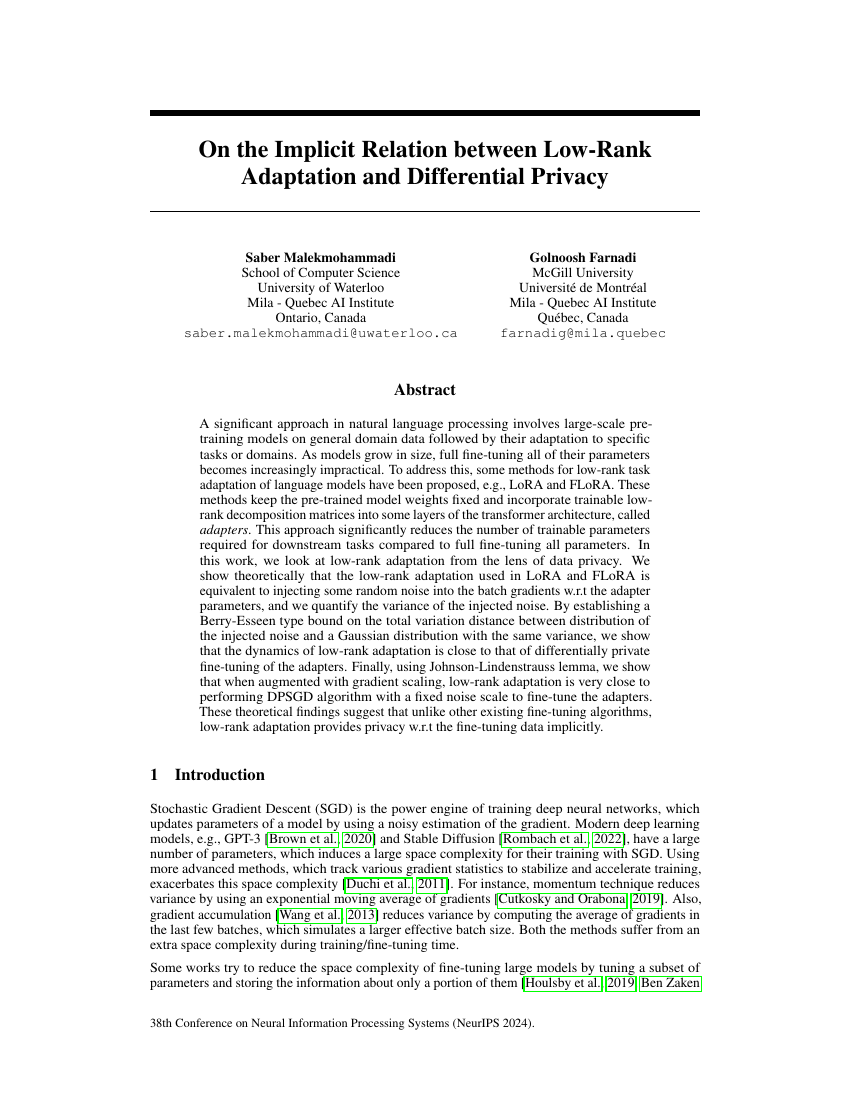 On the Implicit Relation between Low-Rank
Adaptation and Differential Privacy
Saber Malekmohammadi
School of Computer Science
University of Waterloo
Mila - Quebec AI Institute
Ontario, Canada
saber.malekmohammadi@uwaterloo.ca
Golnoosh Farnadi
McGill University
Université de Montréal
Mila - Quebec AI Institute
Québec, Canada
farnadig@mila.quebec
Abstract
A significant approach in natural language processing involves large-scale pre-
training models on general domain data followed by their adaptation to specific
tasks or domains. As models grow in size, full fine-tuning all of their parameters
becomes increasingly impractical. To address this, some methods for low-rank task
adaptation of language models have been proposed, e.g., LoRA and FLoRA. These
methods keep the pre-trained model weights fixed and incorporate trainable low-
rank decomposition matrices into some layers of the transformer architecture, called
adapters. This approach significantly reduces the number of trainable parameters
required for downstream tasks compared to full fine-tuning all parameters. In
this work, we look at low-rank adaptation from the lens of data privacy. We
show theoretically that the low-rank adaptation used in LoRA and FLoRA is
equivalent to injecting some random noise into the batch gradients w.r.t the adapter
parameters, and we quantify the variance of the injected noise. By establishing a
Berry-Esseen type bound on the total variation distance between distribution of
the injected noise and a Gaussian distribution with the same variance, we show
that the dynamics of low-rank adaptation is close to that of differentially private
fine-tuning of the adapters. Finally, using Johnson-Lindenstrauss lemma, we show
that when augmented with gradient scaling, low-rank adaptation is very close to
performing DPSGD algorithm with a fixed noise scale to fine-tune the adapters.
These theoretical findings suggest that unlike other existing fine-tuning algorithms,
low-rank adaptation provides privacy w.r.t the fine-tuning data implicitly.
1 Introduction
Stochastic Gradient Descent (SGD) is the power engine of training deep neural networks, which
updates parameters of a model by using a noisy estimation of the gradient. Modern deep learning
models, e.g., GPT-3 [Brown et al., 2020] and Stable Diffusion [Rombach et al., 2022], have a large
number of parameters, which induces a large space complexity for their training with SGD. Using
more advanced methods, which track various gradient statistics to stabilize and accelerate training,
exacerbates this space complexity [Duchi et al., 2011]. For instance, momentum technique reduces
variance by using an exponential moving average of gradients [Cutkosky and Orabona, 2019]. Also,
gradient accumulation [Wang et al., 2013] reduces variance by computing the average of gradients in
the last few batches, which simulates a larger effective batch size. Both the methods suffer from an
extra space complexity during training/fine-tuning time.
Some works try to reduce the space complexity of fine-tuning large models by tuning a subset of
parameters and storing the information about only a portion of them [Houlsby et al., 2019, Ben Zaken
38th Conference on Neural Information Processing Systems (NeurIPS 2024).